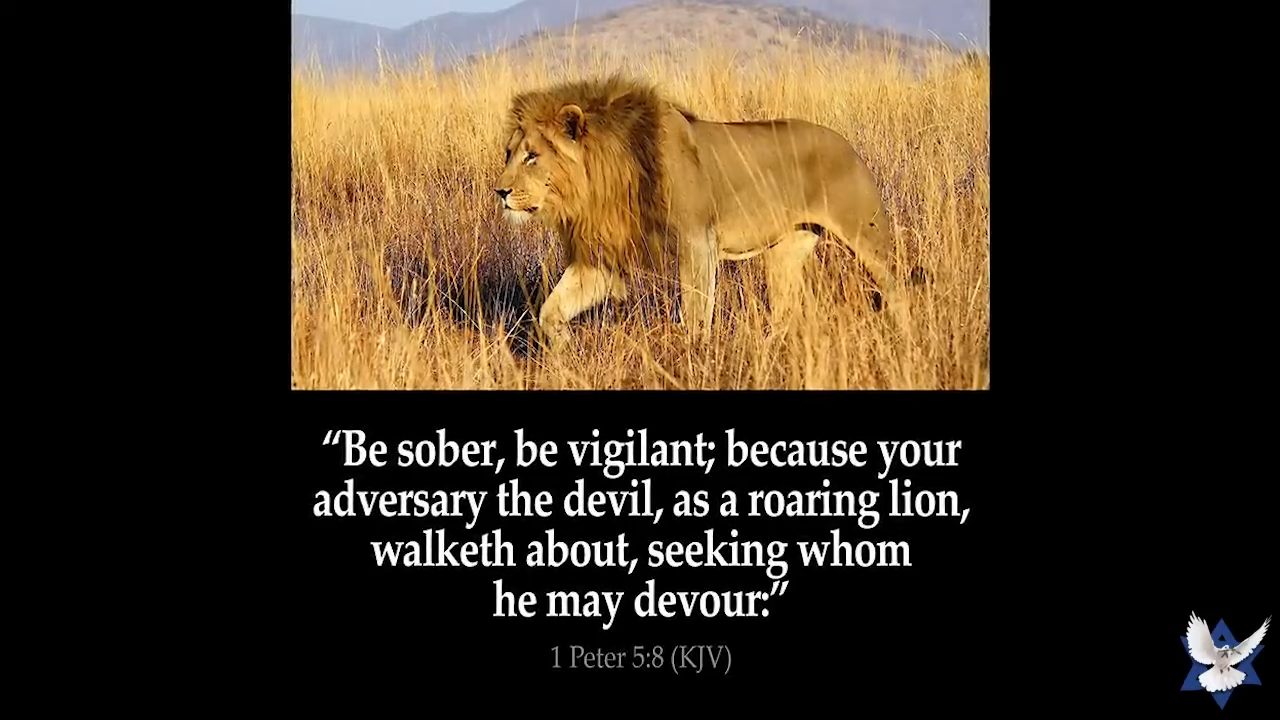 “Be sober, be vigilant; because your
adversary the devil, as a roaring lion,
walketh about, seeking whom
he may devour:”
1 Peter 5:8 (KJV)